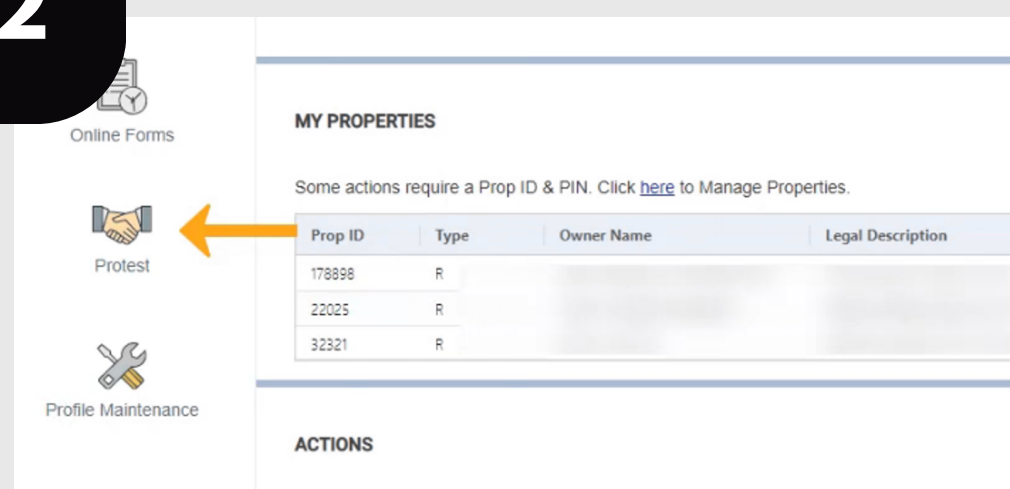 2
Online Forms
MY PROPERTIES
Some actions require a Prop ID & PIN. Click here to Manage Properties.
Protest
Prop ID Type Owner Name Legal Description
178898 R
22025 R
32321 R
Profile Maintenance
ACTIONS